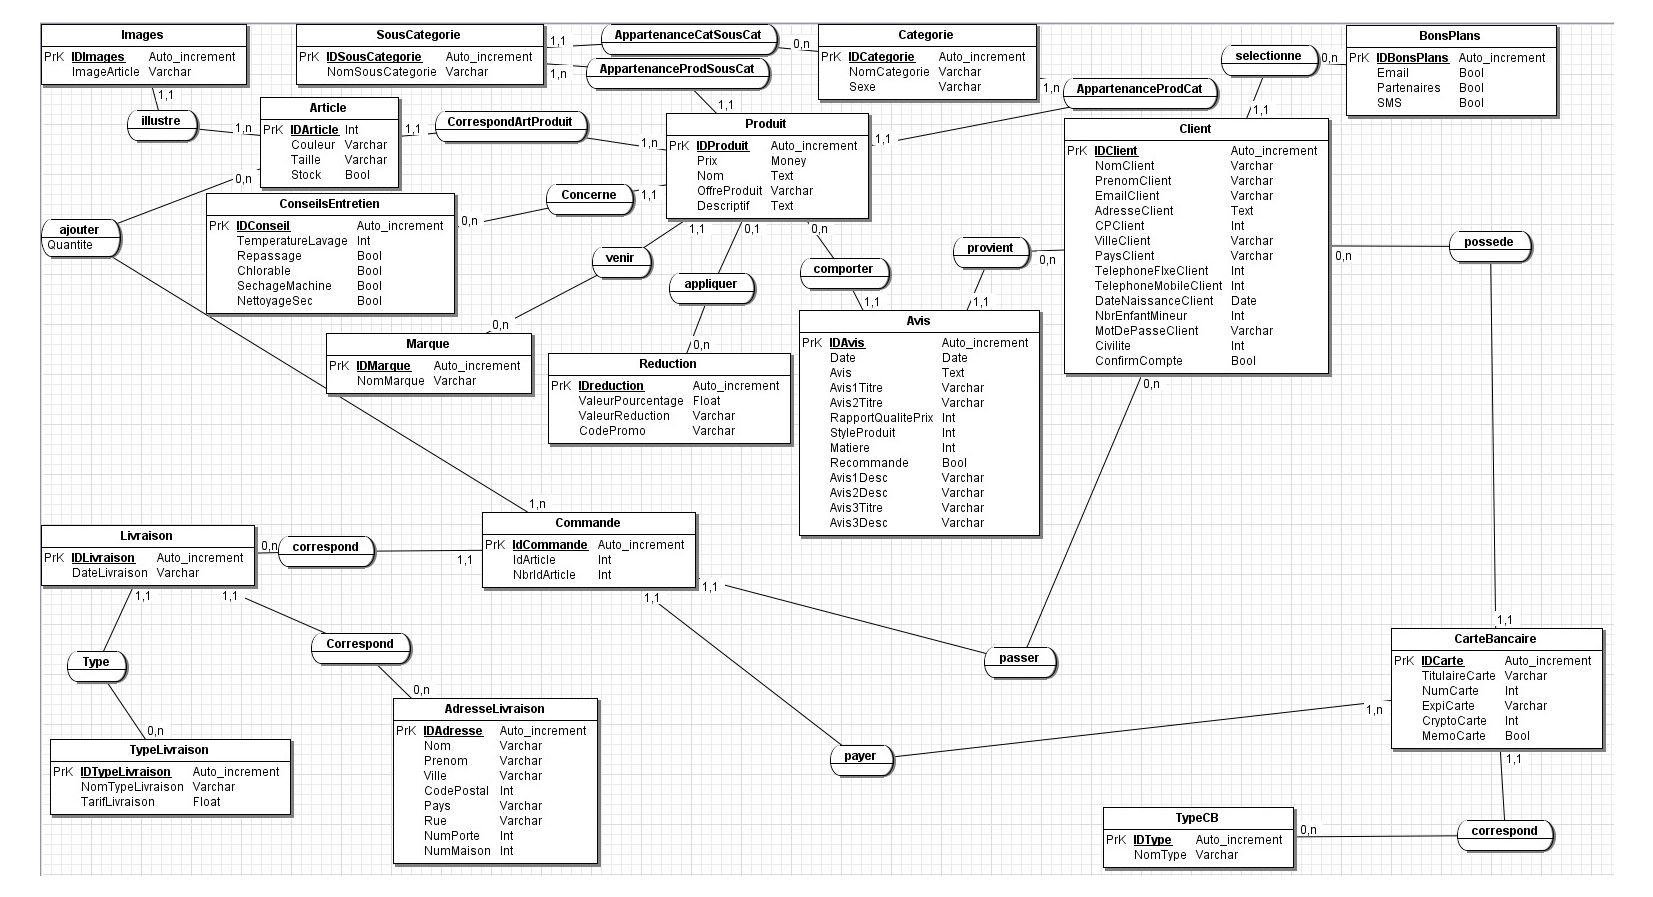 Images
PrK IDImages Auto_increment
ImageArticle Varchar
1,1
illustre
1,n
SousCategorie
PrK IDSousCategorie Auto_increment
NomSousCategorie Varchar
1,1
AppartenanceCatSousCat
0,n
1,n
AppartenanceProdSousCat
1,1
Categorie
PrK IDCategorie Auto_increment
NomCategorie Varchar
Sexe Varchar
1,n
AppartenanceProdCat
1,1
selectionne
0,n
1,1
BonsPlans
PrK IDBonsPlans Auto_increment
Email Bool
Partenaires Bool
SMS Bool
Article
PrK IDArticle Int
Couleur Varchar
Taille Varchar
Stock Bool
1,1
CorrespondArtProduit
1,n
0,n
ajouter
Quantite
1,n
Produit
PrK IDProduit Auto_increment
Prix Money
Nom Text
OffreProduit Varchar
Descriptif Text
1,1
Concerne
0,n
ConseilsEntretien
PrK IDConseil Auto_increment
TemperatureLavage Int
Repassage Bool
Chlorable Bool
SechageMachine Bool
NettoyageSec Bool
1,1
venir
0,n
0,1
appliquer
0,n
0,n
comporter
1,1
provient
0,n
1,1
Client
PrK IDClient Auto_increment
NomClient Varchar
PrenomClient Varchar
EmailClient Varchar
AdresseClient Text
CPClient Int
VilleClient Varchar
PaysClient Varchar
TelephoneFIxeClient Int
TelephoneMobileClient Int
DateNaissanceClient Date
NbrEnfantMineur Int
MotDePasseClient Varchar
Civilite Int
ConfirmCompte Bool
0,n
possede
1,1
0,n
Marque
PrK IDMarque Auto_increment
NomMarque Varchar
Reduction
PrK IDreduction Auto_increment
ValeurPourcentage Float
ValeurReduction Varchar
CodePromo Varchar
Avis
PrK IDAvis Auto_increment
Date Date
Avis Text
Avis1Titre Varchar
Avis2Titre Varchar
RapportQualitePrix Int
StyleProduit Int
Matiere Int
Recommande Bool
Avis1Desc Varchar
Avis2Desc Varchar
Avis3Titre Varchar
Avis3Desc Varchar
Livraison
PrK IDLivraison Auto_increment
DateLivraison Varchar
0,n
correspond
1,1
Commande
PrK IdCommande Auto_increment
IdArticle Int
NbrIdArticle Int
1,1
1,1
passer
1,1
1,1
Correspond
0,n
Type
0,n
TypeLivraison
PrK IDTypeLivraison Auto_increment
NomTypeLivraison Varchar
TarifLivraison Float
AdresseLivraison
PrK IDAdresse Auto_increment
Nom Varchar
Prenom Varchar
Ville Varchar
CodePostal Int
Pays Varchar
Rue Varchar
NumPorte Int
NumMaison Int
payer
1,n
CarteBancaire
PrK IDCarte Auto_increment
TitulaireCarte Varchar
NumCarte Int
ExpiCarte Varchar
CryptoCarte Int
MemoCarte Bool
1,1
correspond
0,n
TypeCB
PrK IDType Auto_increment
NomType Varchar